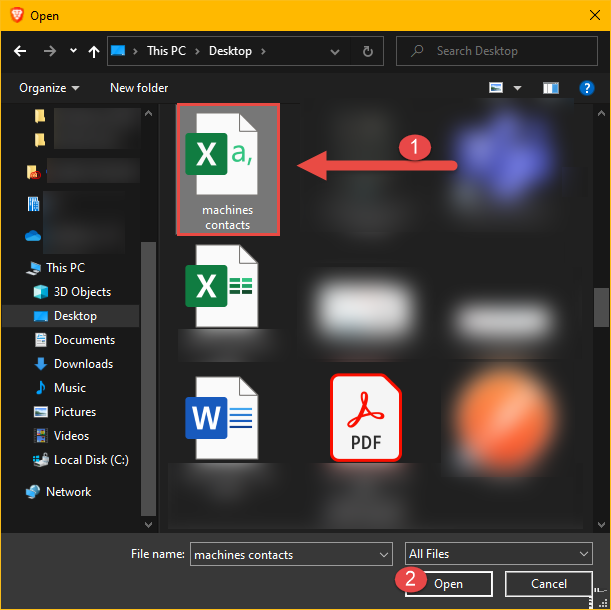 Open
This PC
Desktop
Search Desktop
Organize
New folder
?
1
X a,
machines
contacts
X
W
PDF
This PC
3D Objects
Desktop
Documents
Downloads
Music
Pictures
Videos
Local Disk (C:)
Network
File name: machines contacts
All Files
2
Open
Cancel